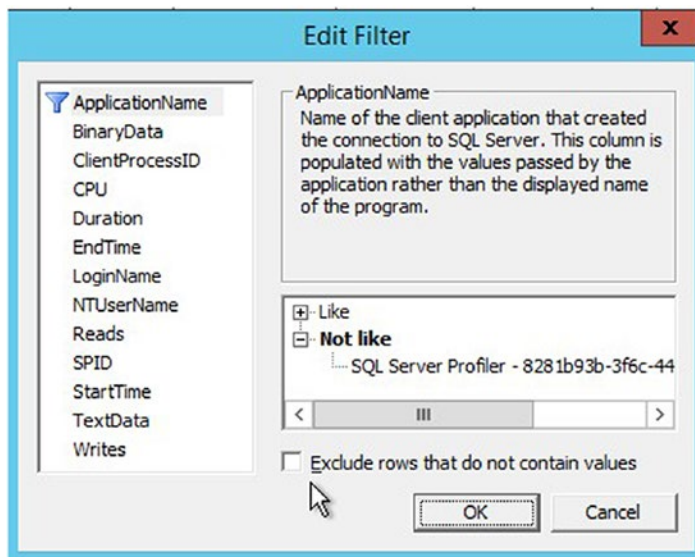 Edit Filter
x
ApplicationName
BinaryData
ClientProcessID
CPU
Duration
EndTime
LoginName
NTUserName
Reads
SPID
StartTime
TextData
Writes
ApplicationName
Name of the client application that created
the connection to SQL Server. This column is
populated with the values passed by the
application rather than the displayed name
of the program.
Like
Not like
SQL Server Profiler - 8281b93b-3f6c-44
Exclude rows that do not contain values
OK
Cancel